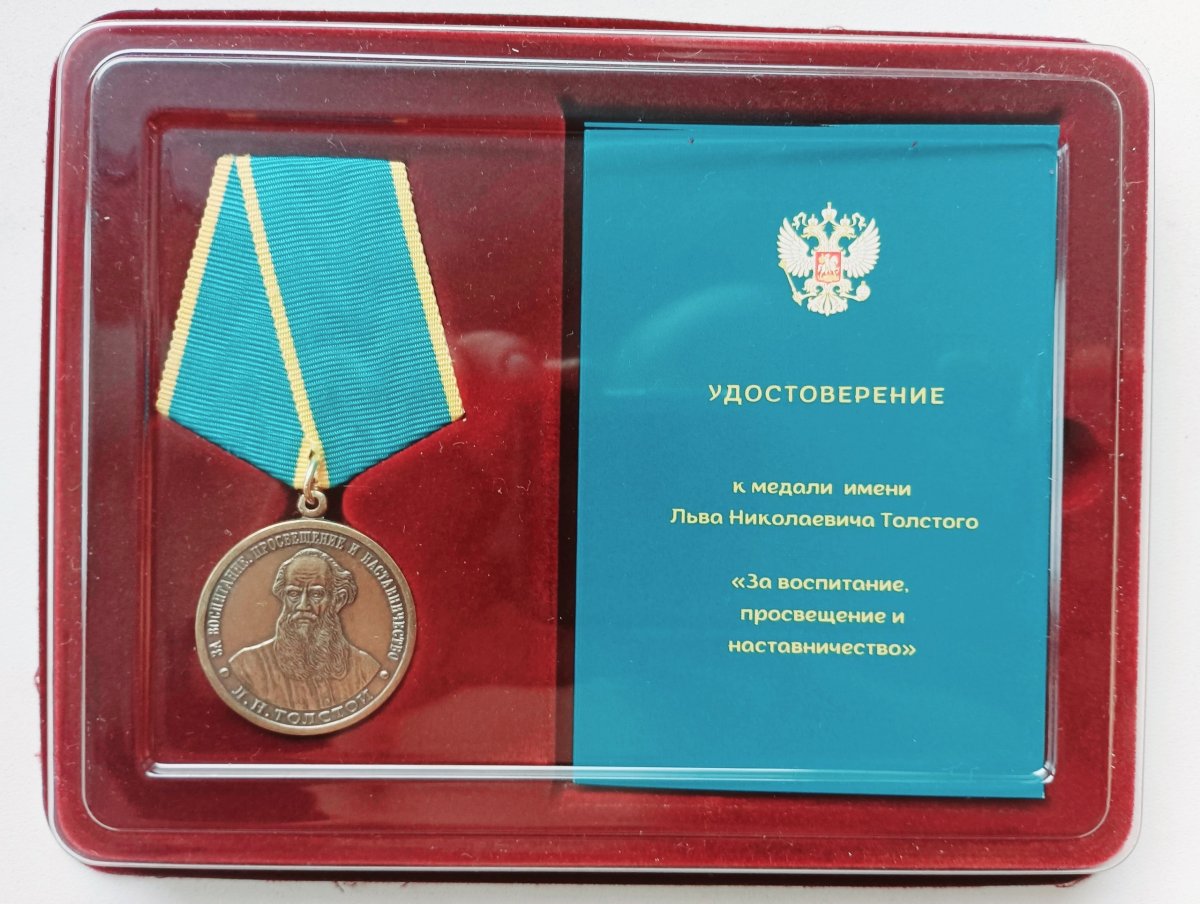 ЗА ВОСПИТАНИЕ, ПРОСВЕЩЕНИЕ И НАСТАВНИЧЕСТВО
Л.Н.ТОЛСТОЙ
УДОСТОВЕРЕНИЕ
к медали имени
Льва Николаевича Толстого
«За воспитание,
просвещение и
наставничество»